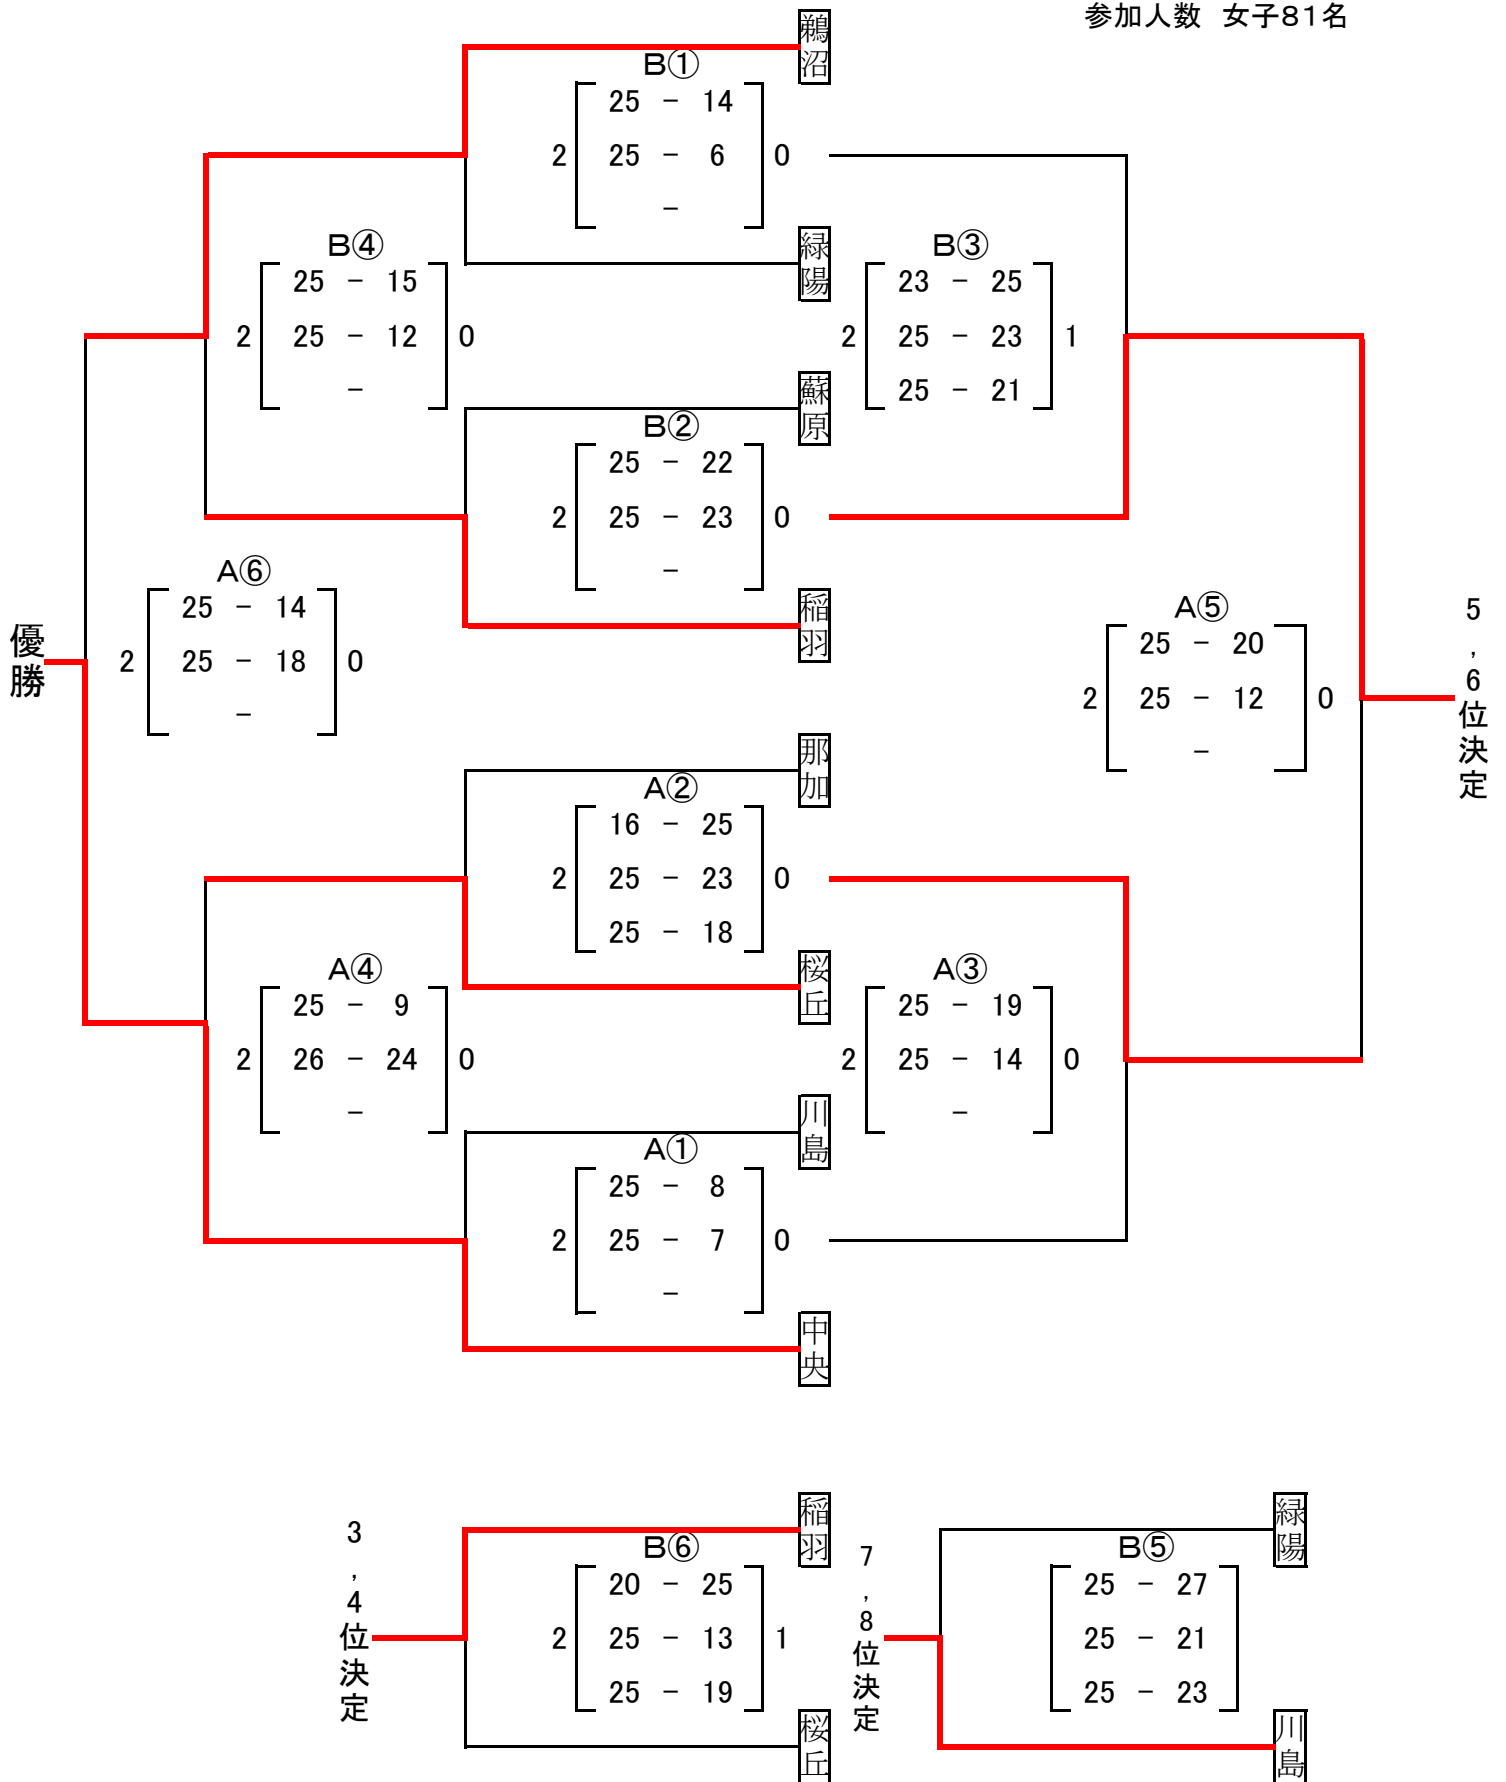 参加人数　女子８１名
鵜沼
Ｂ①
25 － 14
2 25 － 6 0
－
緑陽
Ｂ④
25 － 15
2 25 － 12 0
－
Ｂ③
23 － 25
2 25 － 23 1
25 － 21
蘇原
Ｂ②
25 － 22
2 25 － 23 0
－
稲羽
Ａ⑥
25 － 14
2 25 － 18 0
－
優勝
Ａ⑤
25 － 20
2 25 － 12 0
－
5，6位決定
那加
Ａ②
16 － 25
2 25 － 23 0
25 － 18
桜丘
Ａ④
25 － 9
2 26 － 24 0
－
Ａ③
25 － 19
2 25 － 14 0
－
川島
Ａ①
25 － 8
2 25 － 7 0
－
中央
3，4位決定
稲羽
Ｂ⑥
20 － 25
2 25 － 13 1
25 － 19
桜丘
7，8位決定
緑陽
Ｂ⑤
25 － 27
25 － 21
25 － 23
川島